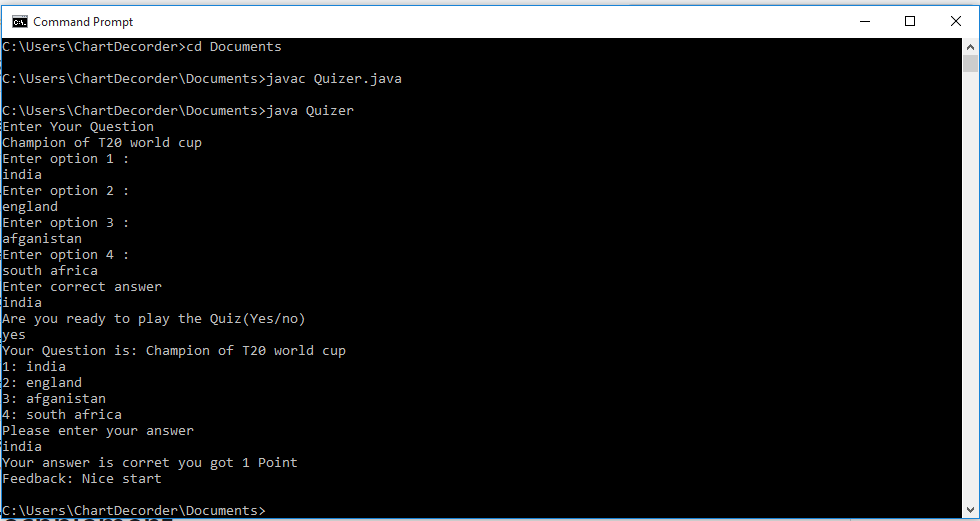 Command Prompt
C:\Users\ChartDecorder>cd Documents
C:\Users\ChartDecorder\Documents>javac Quizer.java
C:\Users\ChartDecorder\Documents>java Quizer
Enter Your Question
Champion of T20 world cup
Enter option 1 :
india
Enter option 2 :
england
Enter option 3 :
afganistan
Enter option 4 :
south africa
Enter correct answer
india
Are you ready to play the Quiz(Yes/no)
yes
Your Question is: Champion of T20 world cup
1: india
2: england
3: afganistan
4: south africa
Please enter your answer
india
Your answer is corret you got 1 Point
Feedback: Nice start
C:\Users\ChartDecorder\Documents>